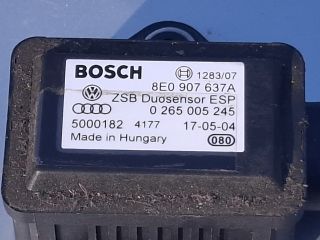 BOSCH 1283/07
8E0 907 637A
ZSB Duosensor ESP
0 265 005 245
5000182 4177 17-05-04
Made in Hungary 080